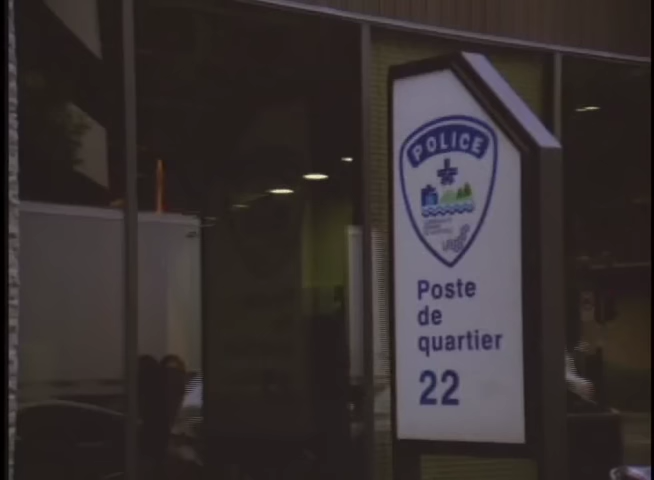 POLICE
Poste
de
quartier
22